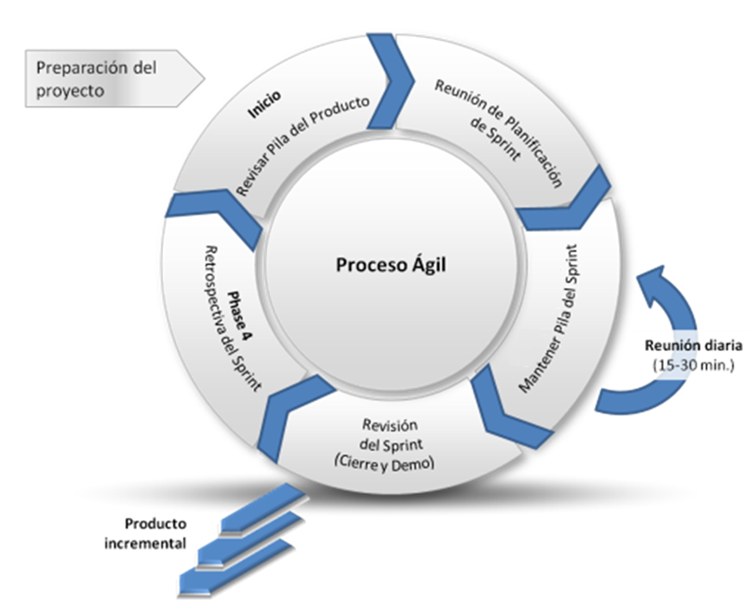 Preparación del
proyecto
Inicio
Revisar Pila del Producto
Reunión de Planificación
de Sprint
Mantener Pila del Sprint
Reunión diaria
(15-30 min.)
Revisión
del Sprint
(Cierre y Demo)
Phase 4
Retrospectiva del Sprint
Proceso Ágil
Producto
incremental